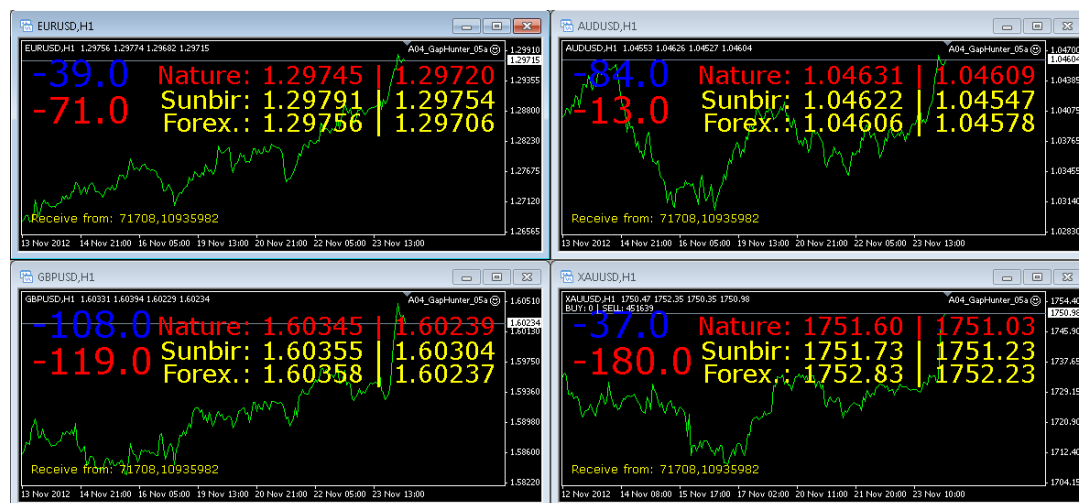 EURUSD,H1
EURUSD,H1 1.29756 1.29774 1.29682 1.29715
A04_GapHunter_05a
-39.0
-71.0
Nature: 1.29745 | 1.29720
Sunbir: 1.29791 | 1.29754
Forex.: 1.29756 | 1.29706
Receive from: 71708,10935982
1.29910
1.29715
1.29355
1.28800
1.28230
1.27675
1.27120
1.26565
13 Nov 2012 14 Nov 21:00 16 Nov 05:00 19 Nov 13:00 20 Nov 21:00 22 Nov 05:00 23 Nov 13:00
AUDUSD,H1
AUDUSD,H1 1.04553 1.04626 1.04527 1.04604
A04_GapHunter_05a
-84.0
-13.0
Nature: 1.04631 | 1.04609
Sunbir: 1.04622 | 1.04547
Forex.: 1.04606 | 1.04578
Receive from: 71708,10935982
1.04700
1.04604
1.04385
1.04075
1.03765
1.03455
1.03140
1.02830
13 Nov 2012 14 Nov 21:00 16 Nov 05:00 19 Nov 13:00 20 Nov 21:00 22 Nov 05:00 23 Nov 13:00
GBPUSD,H1
GBPUSD,H1 1.60331 1.60394 1.60229 1.60234
A04_GapHunter_05a
-108.0
-119.0
Nature: 1.60345 | 1.60239
Sunbir: 1.60355 | 1.60304
Forex.: 1.60358 | 1.60237
Receive from: 71708,10935982
1.60510
1.60234
1.60130
1.59750
1.59360
1.58980
1.58600
1.58220
13 Nov 2012 14 Nov 21:00 16 Nov 05:00 19 Nov 13:00 20 Nov 21:00 22 Nov 05:00 23 Nov 13:00
XAUUSD,H1
XAUUSD,H1 1750.47 1752.35 1750.35 1750.98
BUY: 0 | SELL: 451639
A04_GapHunter_05a
-37.0
-180.0
Nature: 1751.60 | 1751.03
Sunbir: 1751.73 | 1751.23
Forex.: 1752.83 | 1752.23
Receive from: 71708,10935982
1754.40
1750.98
1737.65
1729.15
1720.90
1712.40
1704.15
12 Nov 2012 14 Nov 08:00 15 Nov 17:00 17 Nov 02:00 20 Nov 11:00 21 Nov 20:00 23 Nov 10:00